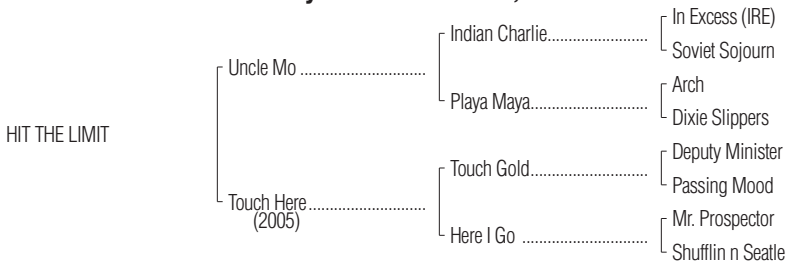 In Excess (IRE)
Indian Charlie
Soviet Sojourn
Uncle Mo
Arch
Playa Maya
Dixie Slippers
HIT THE LIMIT
Deputy Minister
Touch Gold
Passing Mood
Touch Here
(2005)
Mr. Prospector
Here I Go
Shufflin n Seatle